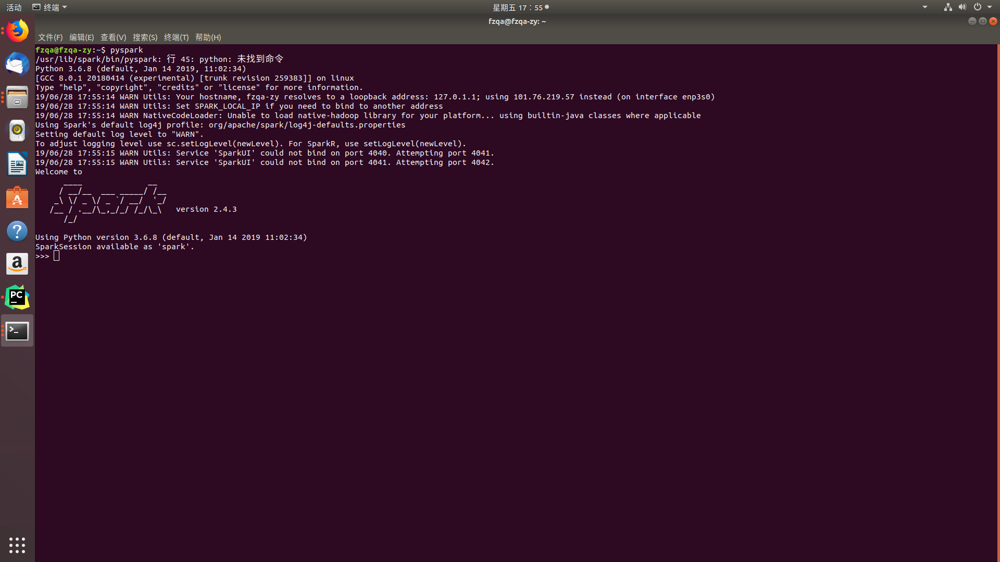 活动 终端 星期五 17：55
fzqa@fzqa-zy: ~
文件(F) 编辑(E) 查看(V) 搜索(S) 终端(T) 帮助(H)
fzqa@fzqa-zy:~$ pyspark
/usr/lib/spark/bin/pyspark: 行 45: python: 未找到命令
Python 3.6.8 (default, Jan 14 2019, 11:02:34)
[GCC 8.0.1 20180414 (experimental) [trunk revision 259383]] on linux
Type "help", "copyright", "credits" or "license" for more information.
19/06/28 17:55:14 WARN Utils: Your hostname, fzqa-zy resolves to a loopback address: 127.0.1.1; using 101.76.219.57 instead (on interface enp3s0)
19/06/28 17:55:14 WARN Utils: Set SPARK_LOCAL_IP if you need to bind to another address
19/06/28 17:55:14 WARN NativeCodeLoader: Unable to load native-hadoop library for your platform... using builtin-java classes where applicable
Using Spark's default log4j profile: org/apache/spark/log4j-defaults.properties
Setting default log level to "WARN".
To adjust logging level use sc.setLogLevel(newLevel). For SparkR, use setLogLevel(newLevel).
19/06/28 17:55:15 WARN Utils: Service 'SparkUI' could not bind on port 4040. Attempting port 4041.
19/06/28 17:55:15 WARN Utils: Service 'SparkUI' could not bind on port 4041. Attempting port 4042.
Welcome to
      ____              __
     / __/__  ___ _____/ /__
    _\ \/ _ \/ _ `/ __/  '_/
   /__ / .__/\_,_/_/ /_/\_\   version 2.4.3
      /_/
Using Python version 3.6.8 (default, Jan 14 2019 11:02:34)
SparkSession available as 'spark'.
>>>